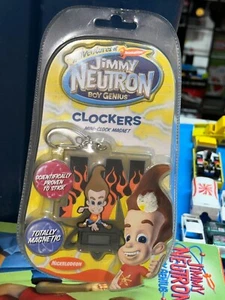 Adventures of
JIMMY
NEUTRON
BOY GENIUS
CLOCKERS
MINI-CLOCK MAGNET
SCIENTIFICALLY
PROVEN
TO STICK
TOTALLY
MAGNETIC
NICKELODEON
Jimmy
NEUTRON